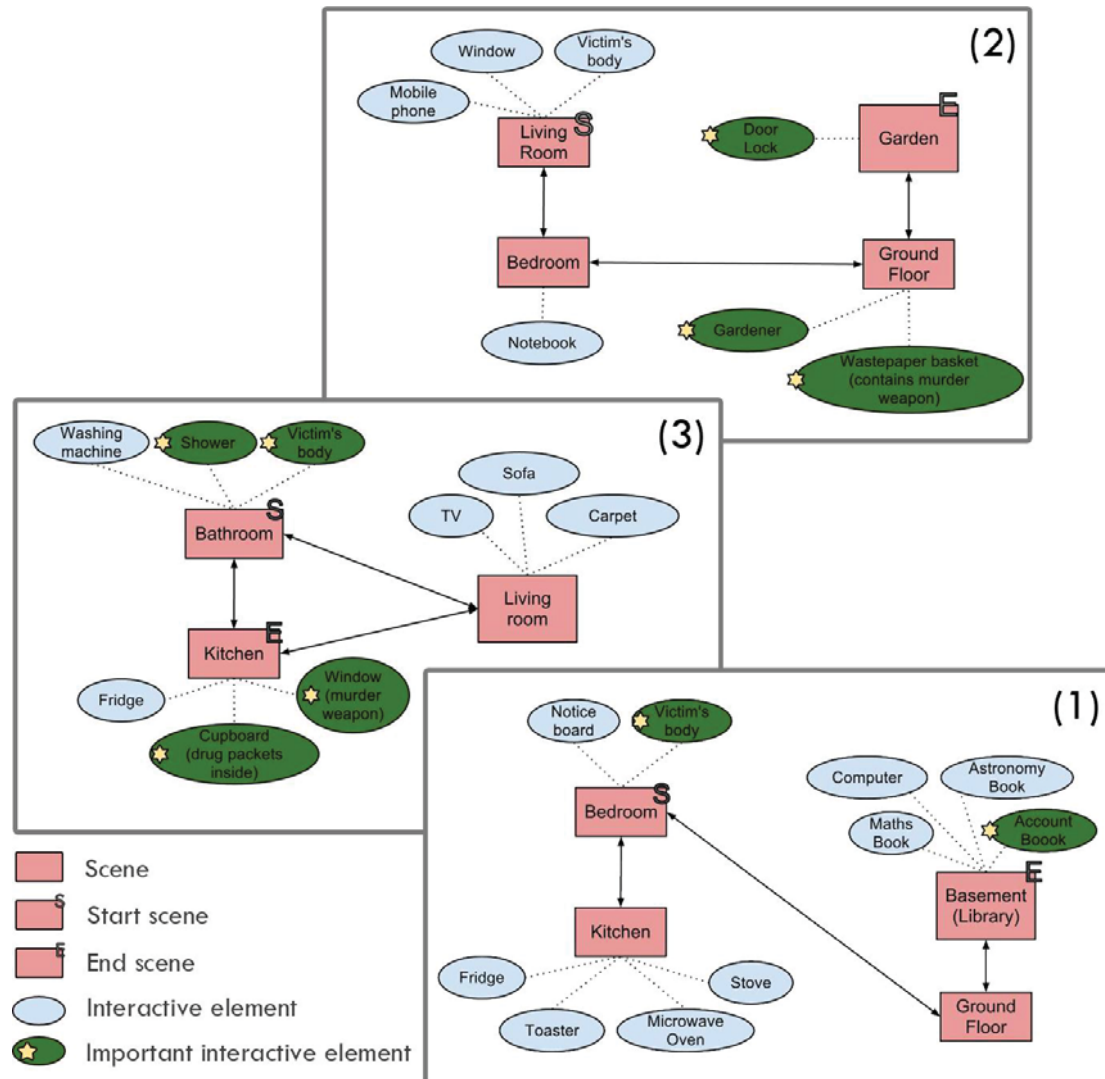 (2)
Window
Victim's
body
Mobile
phone
S
Living
Room
Door
Lock
E
Garden
Bedroom
Ground
Floor
Notebook
Gardener
Wastepaper basket
(contains murder
weapon)
(3)
Washing
machine
Shower
Victim's
body
Sofa
TV
Carpet
S
Bathroom
Living
room
E
Kitchen
Fridge
Window
(murder
weapon)
Cupboard
(drug packets
inside)
(1)
Notice
board
Victim's
body
Computer
Astronomy
Book
Maths
Book
Account
Boook
S
Bedroom
E
Basement
(Library)
Kitchen
Fridge
Stove
Toaster
Microwave
Oven
Ground
Floor
Scene
S
Start scene
E
End scene
Interactive element
Important interactive element